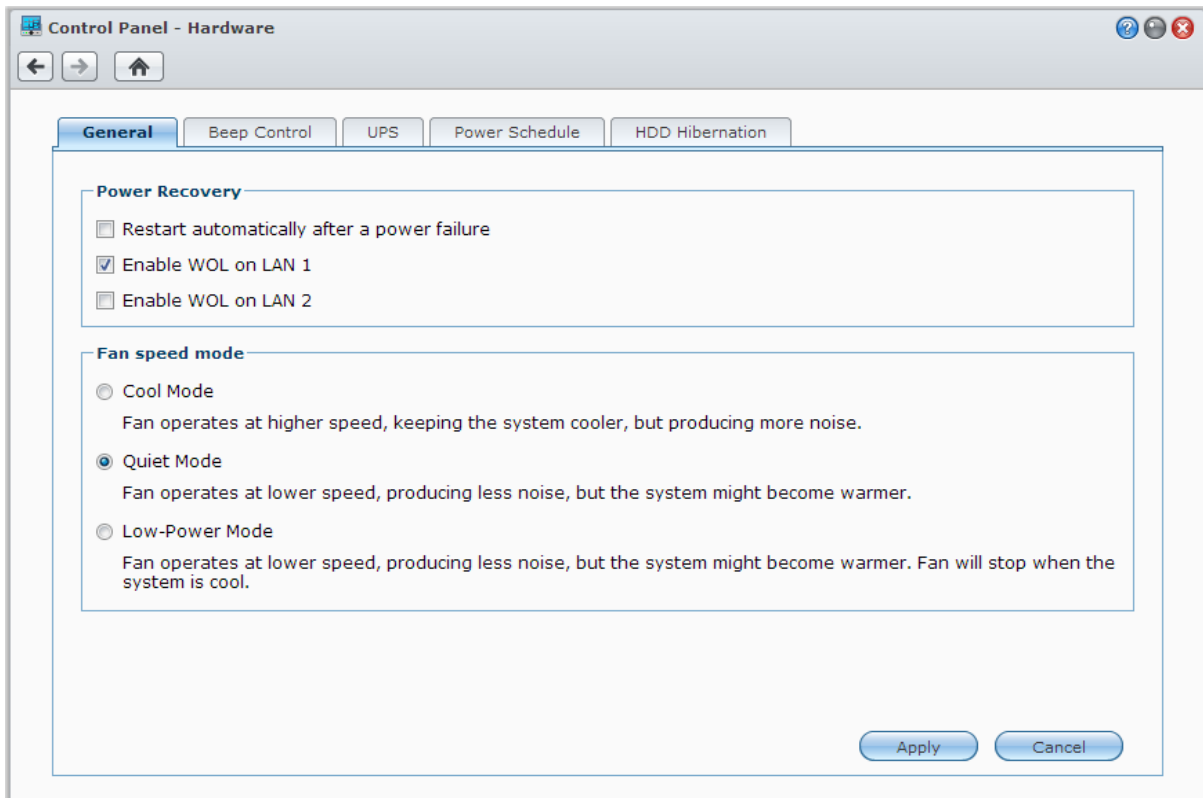 Control Panel - Hardware
General
Beep Control
UPS
Power Schedule
HDD Hibernation
Power Recovery
Restart automatically after a power failure
Enable WOL on LAN 1
Enable WOL on LAN 2
Fan speed mode
Cool Mode
Fan operates at higher speed, keeping the system cooler, but producing more noise.
Quiet Mode
Fan operates at lower speed, producing less noise, but the system might become warmer.
Low-Power Mode
Fan operates at lower speed, producing less noise, but the system might become warmer. Fan will stop when the
system is cool.
Apply
Cancel